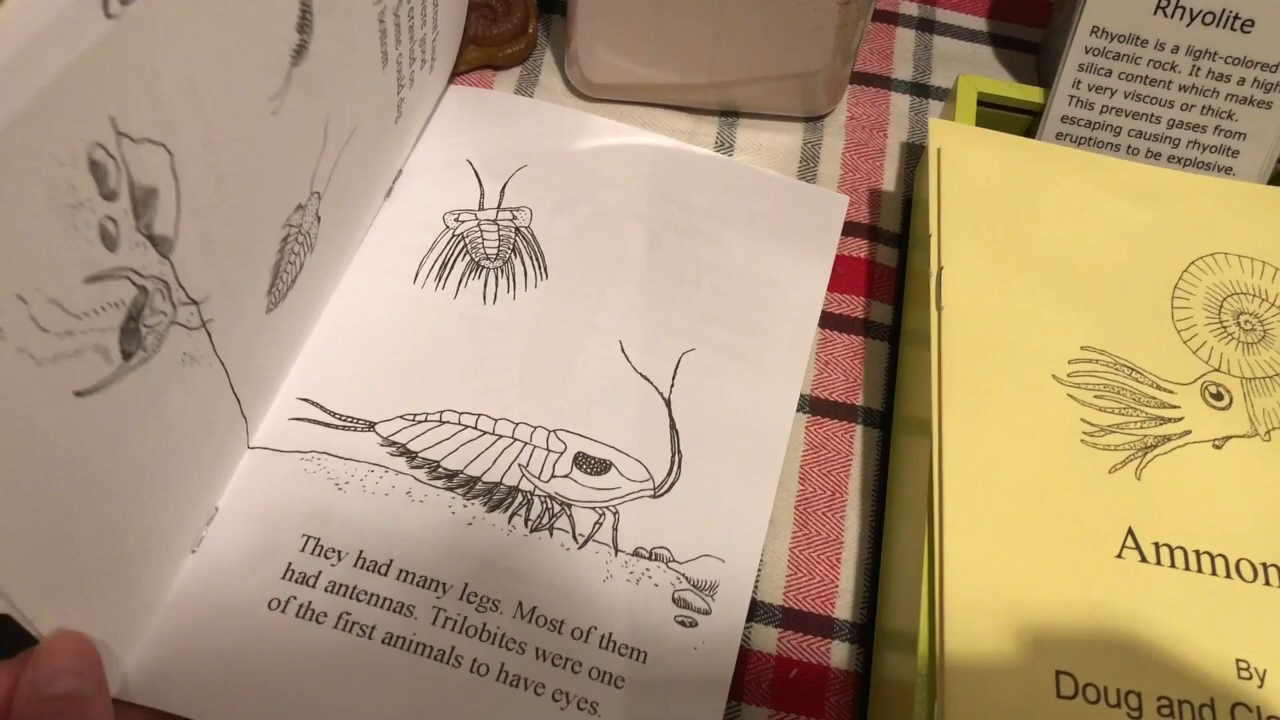 They had many legs. Most of them
had antennas. Trilobites were one
of the first animals to have eyes.
Rhyolite
Rhyolite is a light-colored
volcanic rock. It has a high
silica content which makes
it very viscous or thick.
This prevents gases from
escaping causing rhyolite
eruptions to be explosive.
Ammon
By
Doug and